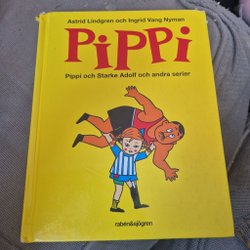 Astrid Lindgren och Ingrid Vang Nyman
PIPPI
Pippi och Starke Adolf och andra serier
rabén&sjögren